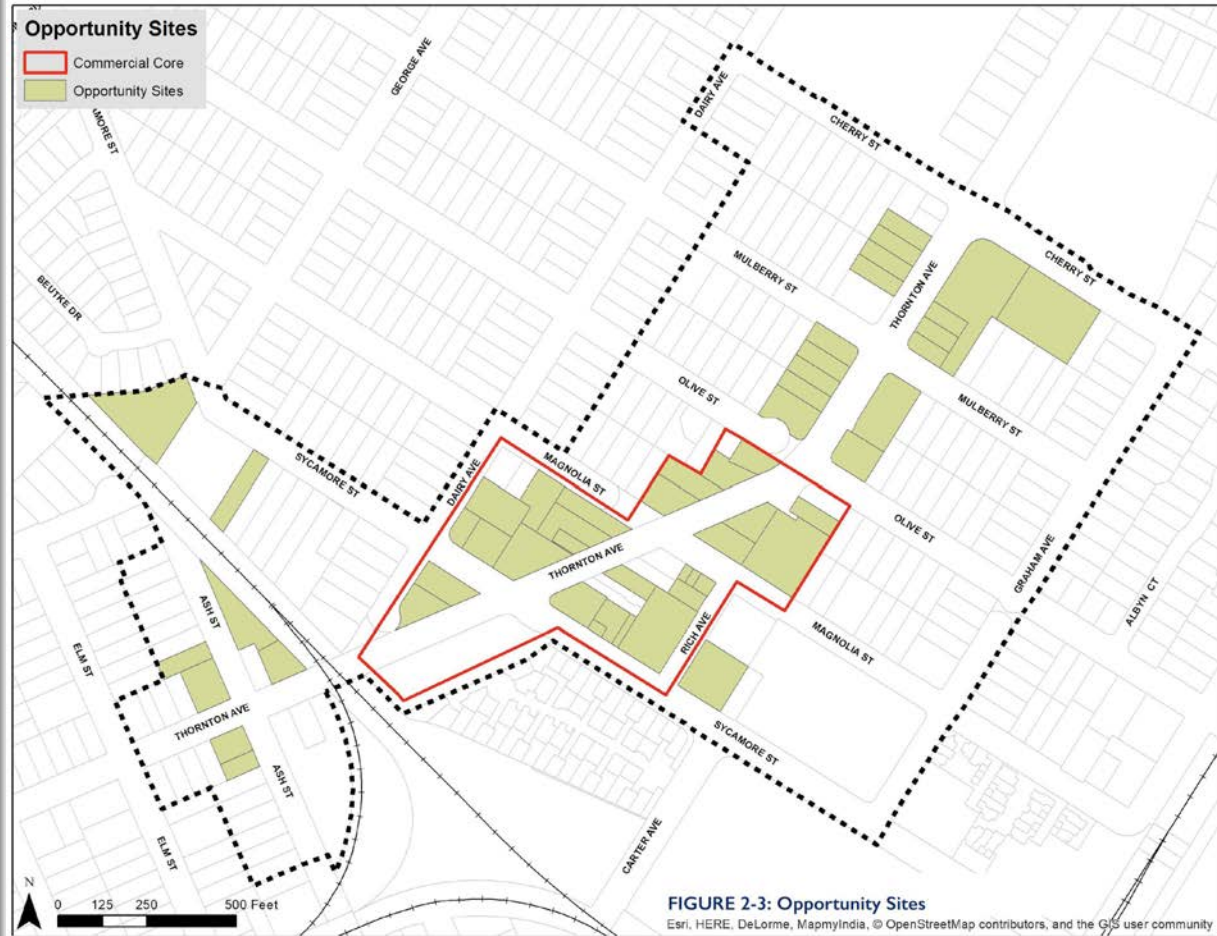 Opportunity Sites
Commercial Core
Opportunity Sites
AMORE ST
GEORGE AVE
DAIRY AVE
CHERRY ST
CHERRY ST
BEUTKE DR
MULBERRY ST
THORNTON AVE
OLIVE ST
MULBERRY ST
SYCAMORE ST
DAIRY AVE
MAGNOLIA ST
OLIVE ST
THORNTON AVE
GRAHAM AVE
ALBYN CT
ASH ST
RICH AVE
MAGNOLIA ST
ELM ST
THORNTON AVE
SYCAMORE ST
ASH ST
ELM ST
CARTER AVE
N
0 125 250 500 Feet
FIGURE 2-3: Opportunity Sites
Esri, HERE, DeLorme, MapmyIndia, © OpenStreetMap contributors, and the GIS user community